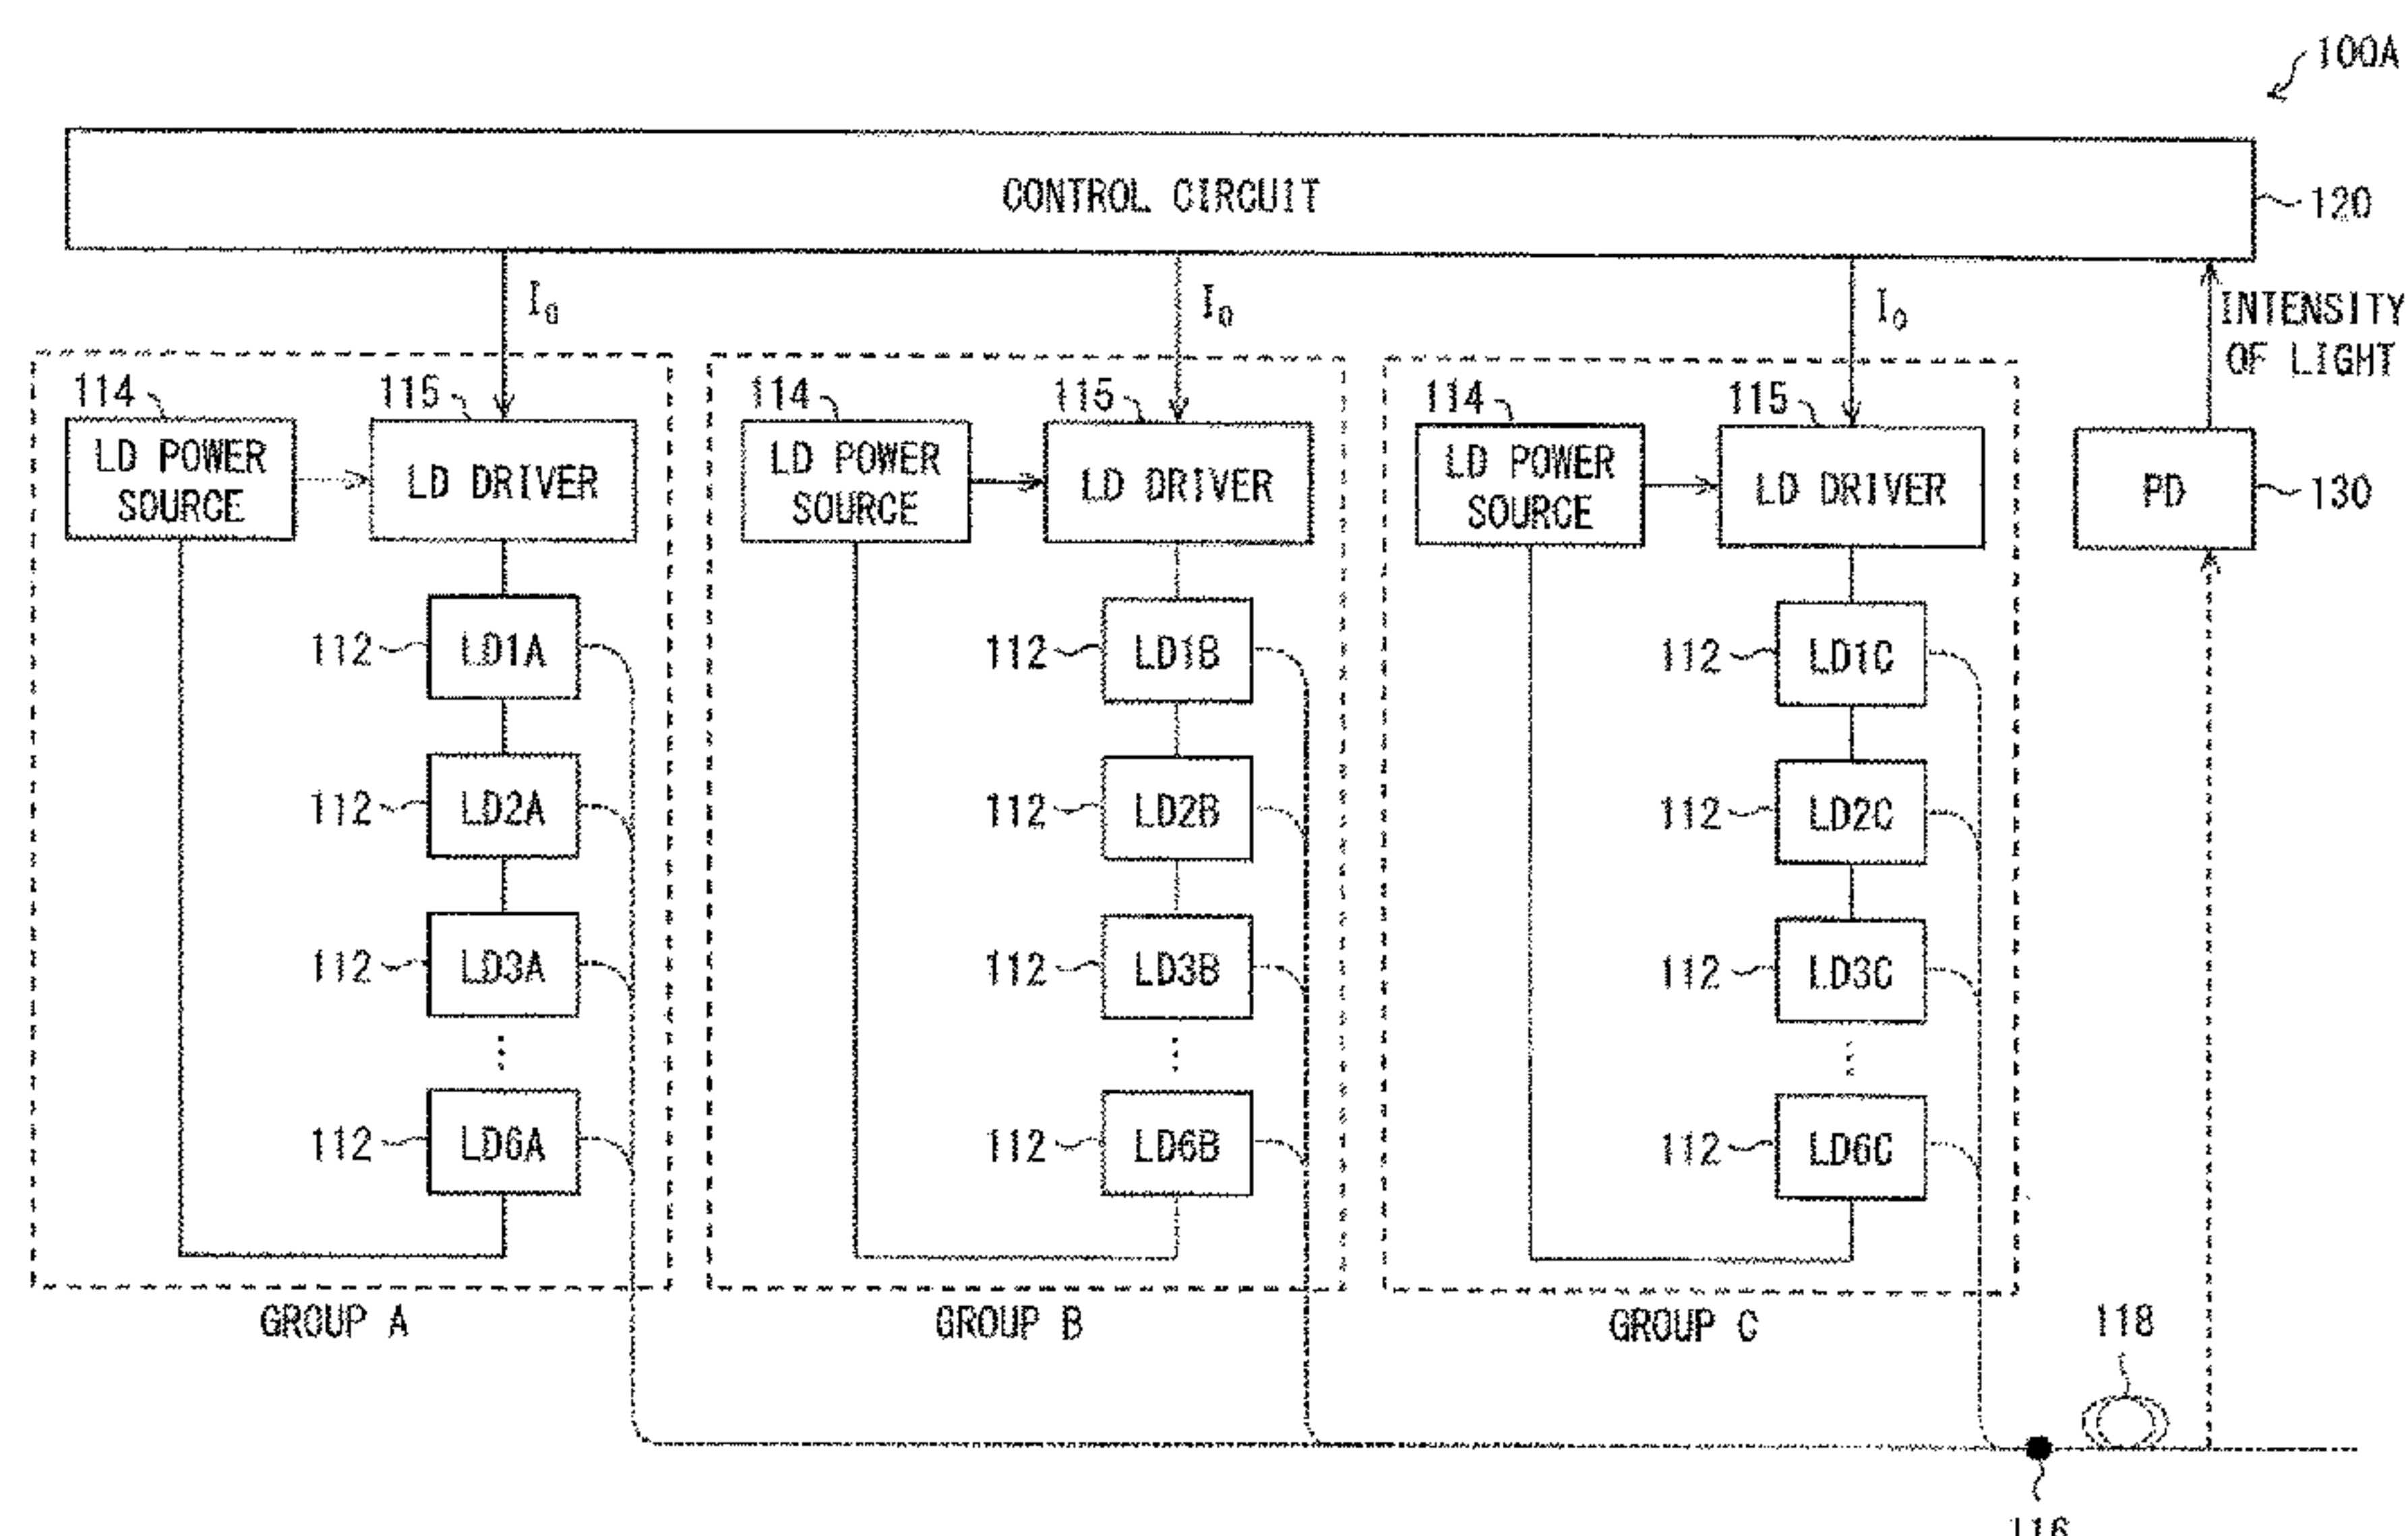 100A
CONTROL CIRCUIT
120
I0
I0
I0
INTENSITY
OF LIGHT
114
115
114
115
114
115
LD POWER
SOURCE
LD DRIVER
LD POWER
SOURCE
LD DRIVER
LD POWER
SOURCE
LD DRIVER
PD
130
112
LD1A
112
LD1B
112
LD1C
112
LD2A
112
LD2B
112
LD2C
112
LD3A
112
LD3B
112
LD3C
112
LD6A
112
LD6B
112
LD6C
GROUP A
GROUP B
GROUP C
118
116